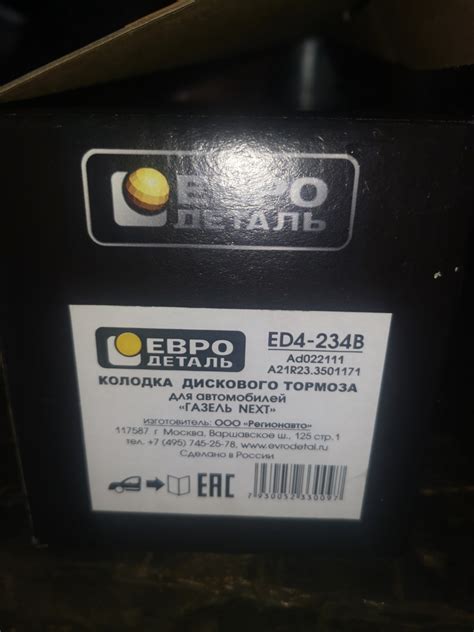 ЕВРО
ДЕТАЛЬ
ЕВРО
ДЕТАЛЬ
ED4-234B
Ad022111
A21R23.3501171
КОЛОДКА ДИСКОВОГО ТОРМОЗА
для автомобилей
«ГАЗЕЛЬ NEXT»
Изготовитель: ООО «Регионавто»
117587 г. Москва, Варшавское ш., 125 стр.1
тел. +7 (495) 745-25-78, www.evrodetal.ru
Сделано в России
EAC
7930052330097